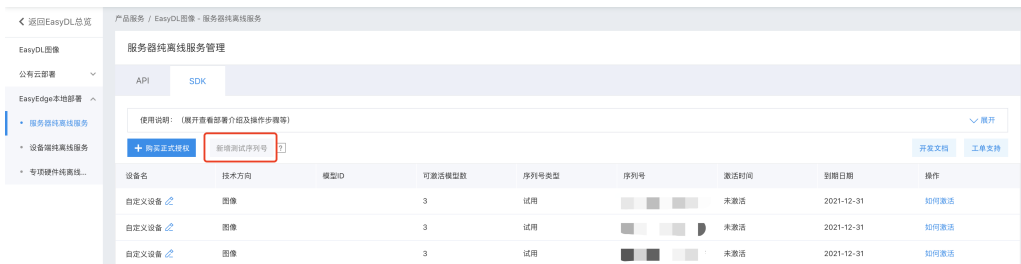 返回EasyDL总览
产品服务 / EasyDL图像 - 服务器纯离线服务
EasyDL图像
公有云部署
EasyEdge本地部署
服务器纯离线服务
设备端纯离线服务
专项硬件纯离线...
服务器纯离线服务管理
API SDK
使用说明: (展开查看部署介绍及操作步骤等) 展开
+ 购买正式授权 新增测试序列号 ? 开发文档 工单支持
设备名 技术方向 模型ID 可激活模型数 序列号类型 序列号 激活时间 到期日期 操作
自定义设备 图像 3 试用 未激活 2021-12-31 如何激活
自定义设备 图像 3 试用 未激活 2021-12-31 如何激活
自定义设备 图像 3 试用 未激活 2021-12-31 如何激活